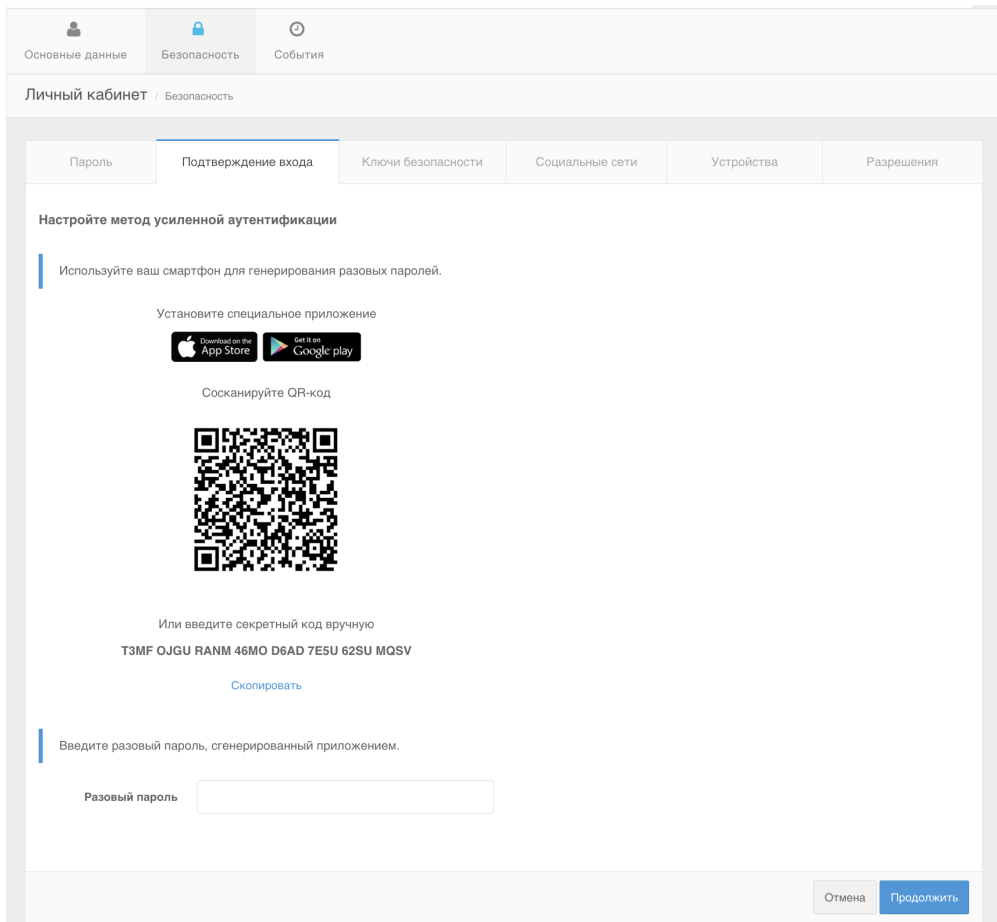 Основные данные
Безопасность
События
Личный кабинет / Безопасность
Пароль
Подтверждение входа
Ключи безопасности
Социальные сети
Устройства
Разрешения
Настройте метод усиленной аутентификации
Используйте ваш смартфон для генерирования разовых паролей.
Установите специальное приложение
Download on the
App Store
Get it on
Google play
Сосканируйте QR-код
Или введите секретный код вручную
T3MF OJGU RANM 46MO D6AD 7E5U 62SU MQSV
Скопировать
Введите разовый пароль, сгенерированный приложением.
Разовый пароль
Отмена
Продолжить